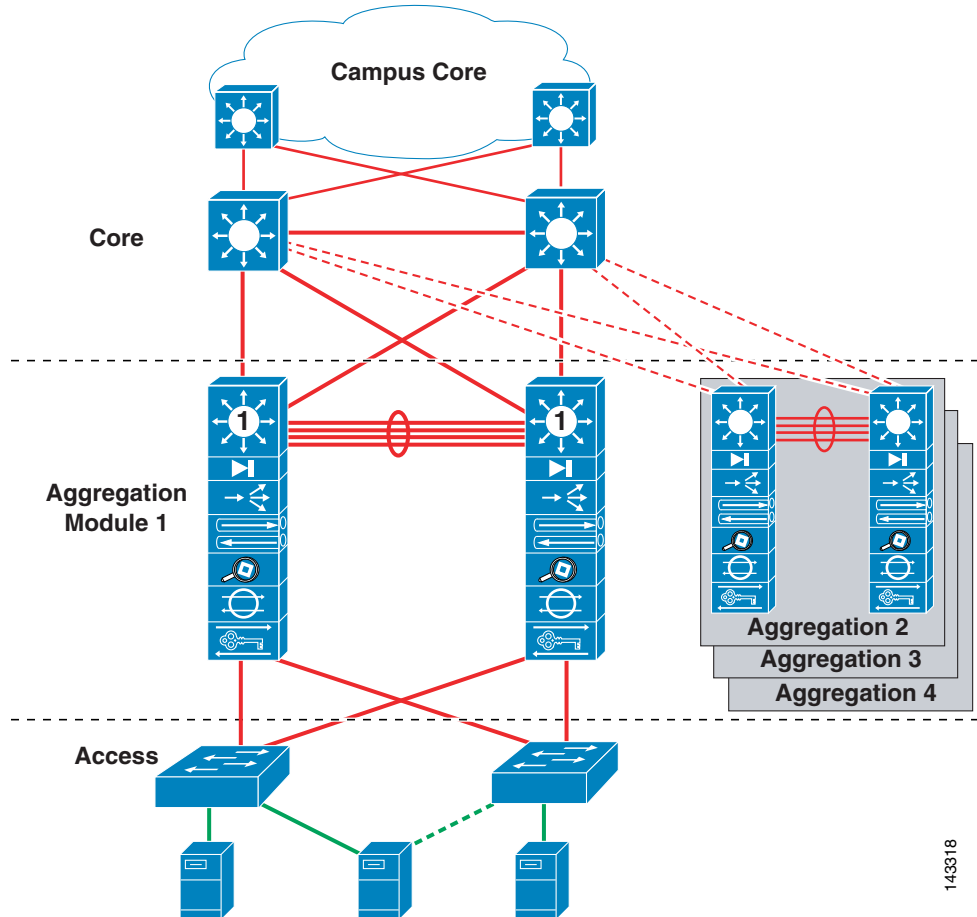 Campus Core
Core
1
1
Aggregation
Module 1
Aggregation 2
Aggregation 3
Aggregation 4
Access
143318